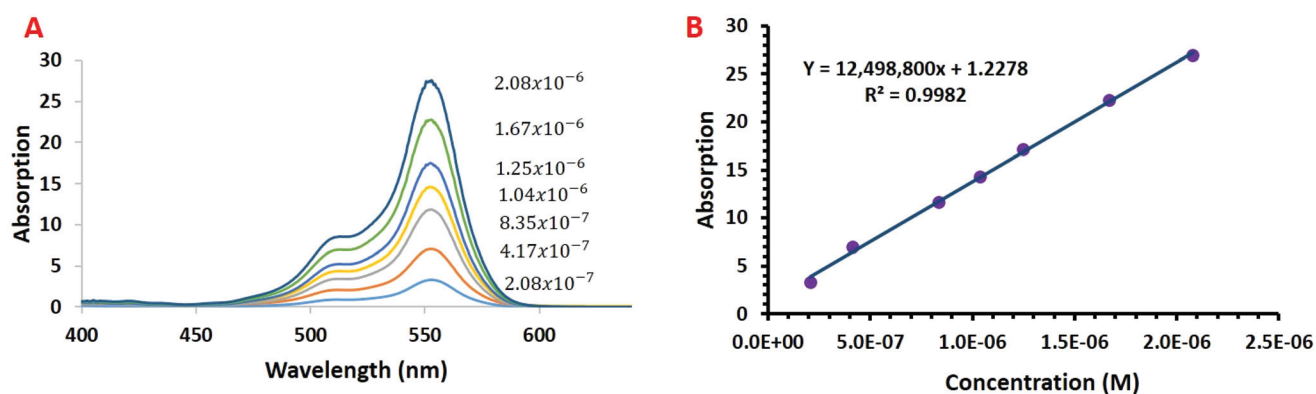 A
30
25
20
15
10
5
0
Absorption
400
450
500
550
600
Wavelength (nm)
2.08x10⁻⁶
1.67x10⁻⁶
1.25x10⁻⁶
1.04x10⁻⁶
8.35x10⁻⁷
4.17x10⁻⁷
2.08x10⁻⁷
B
Y = 12,498,800x + 1.2278
R² = 0.9982
30
25
20
15
10
5
0
Absorption
0.0E+00
5.0E-07
1.0E-06
1.5E-06
2.0E-06
2.5E-06
Concentration (M)